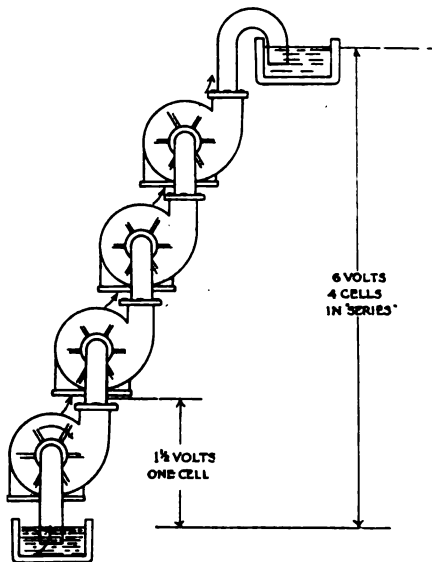 6 VOLTS
4 CELLS
IN "SERIES"
1½ VOLTS
ONE CELL